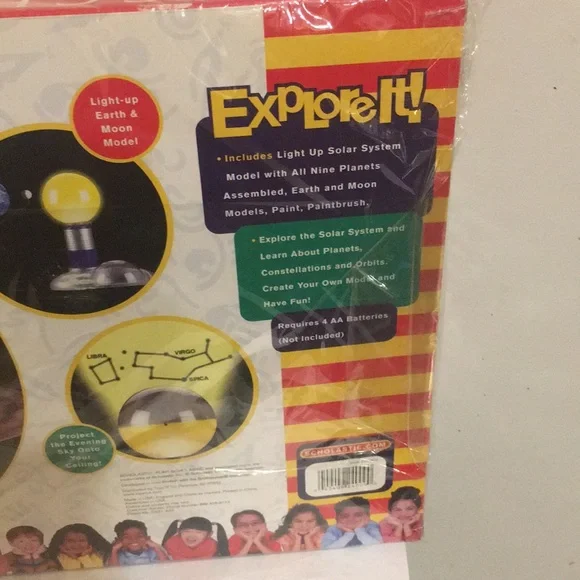 Light-up
Earth &
Moon
Model
ExploreIt!
• Includes Light Up Solar System
Model with All Nine Planets
Assembled, Earth and Moon
Models, Paint, Paintbrush.
• Explore the Solar System and
Learn About Planets,
Constellations and Orbits.
Create Your Own Model and
Have Fun!
Requires 4 AA Batteries
(Not Included)
LIBRA
VIRGO
SPICA
Project
the Evening
Sky Onto
Your
Ceiling!
SCHOLASTIC.COM